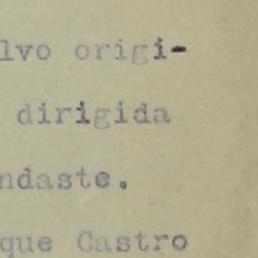 lvo origi-
dirigida
ndaste.
que Castro